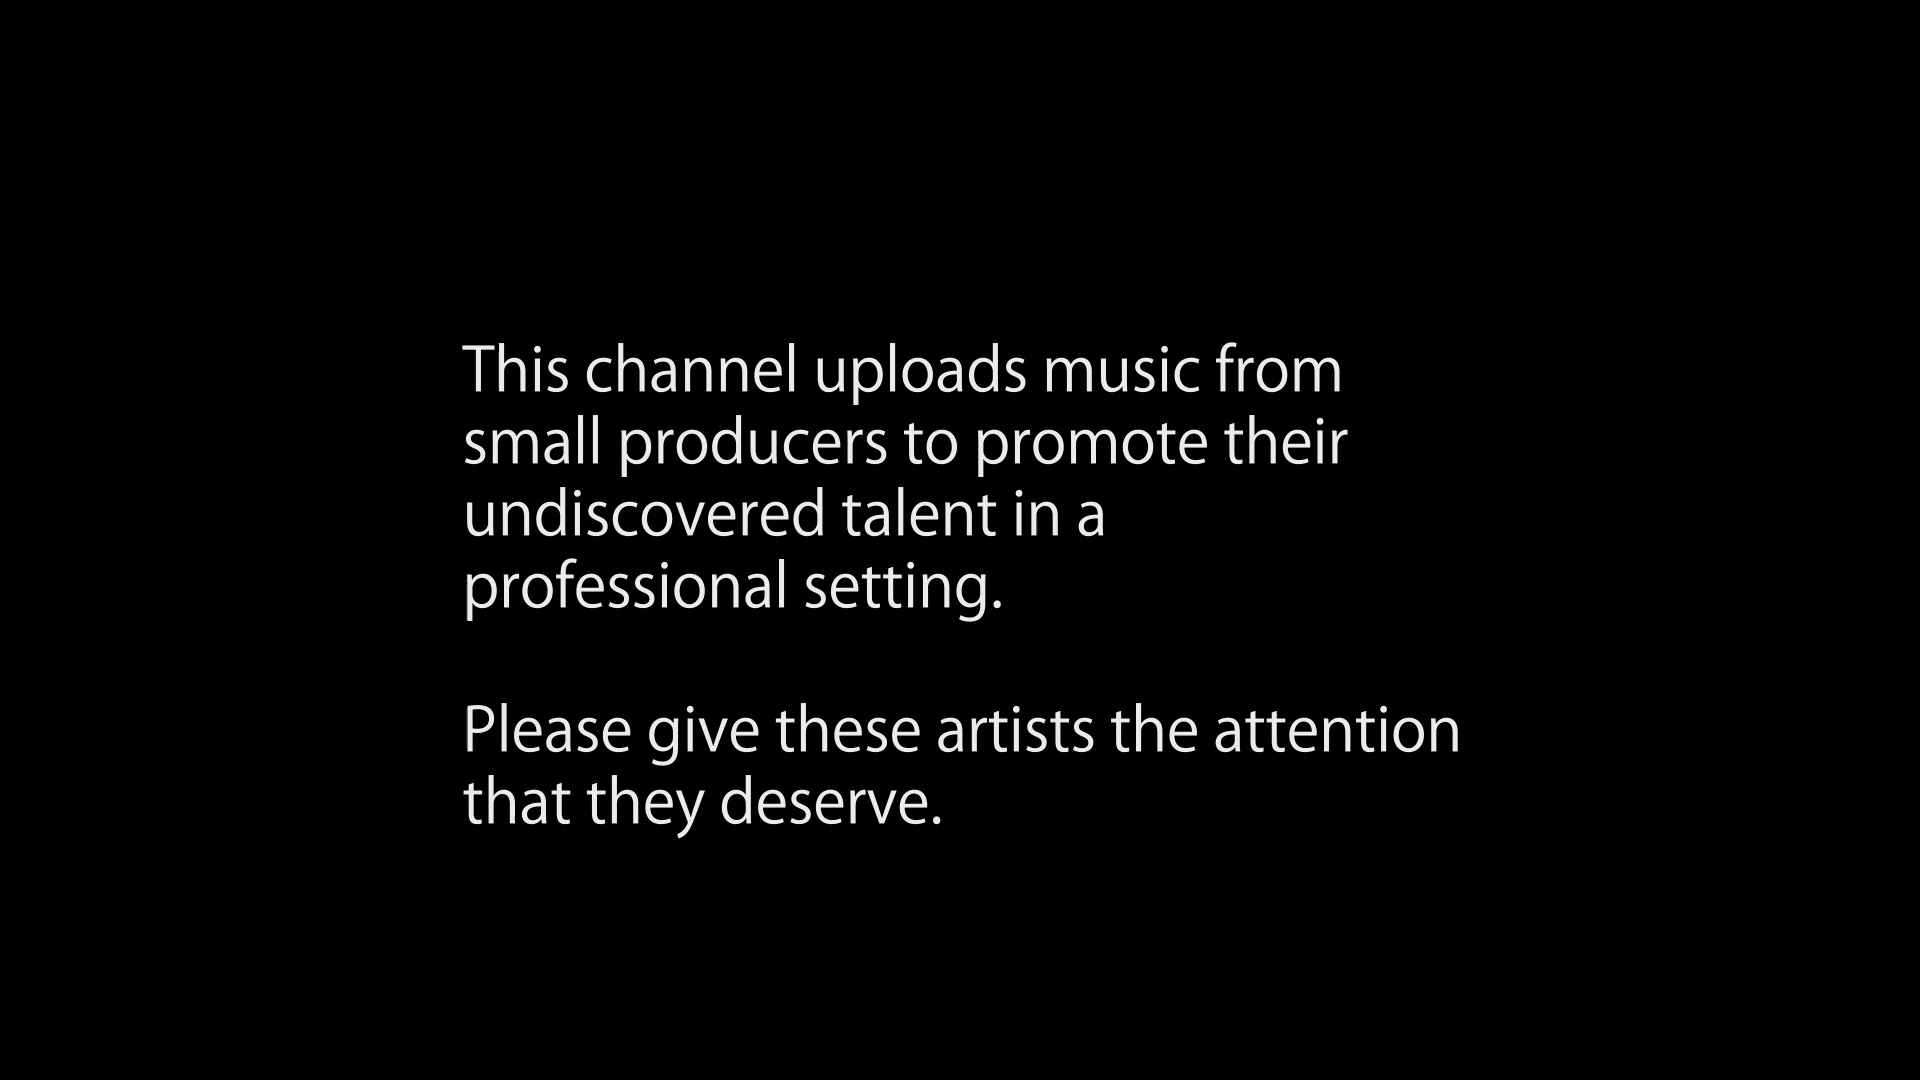 This channel uploads music from
small producers to promote their
undiscovered talent in a
professional setting.
Please give these artists the attention
that they deserve.